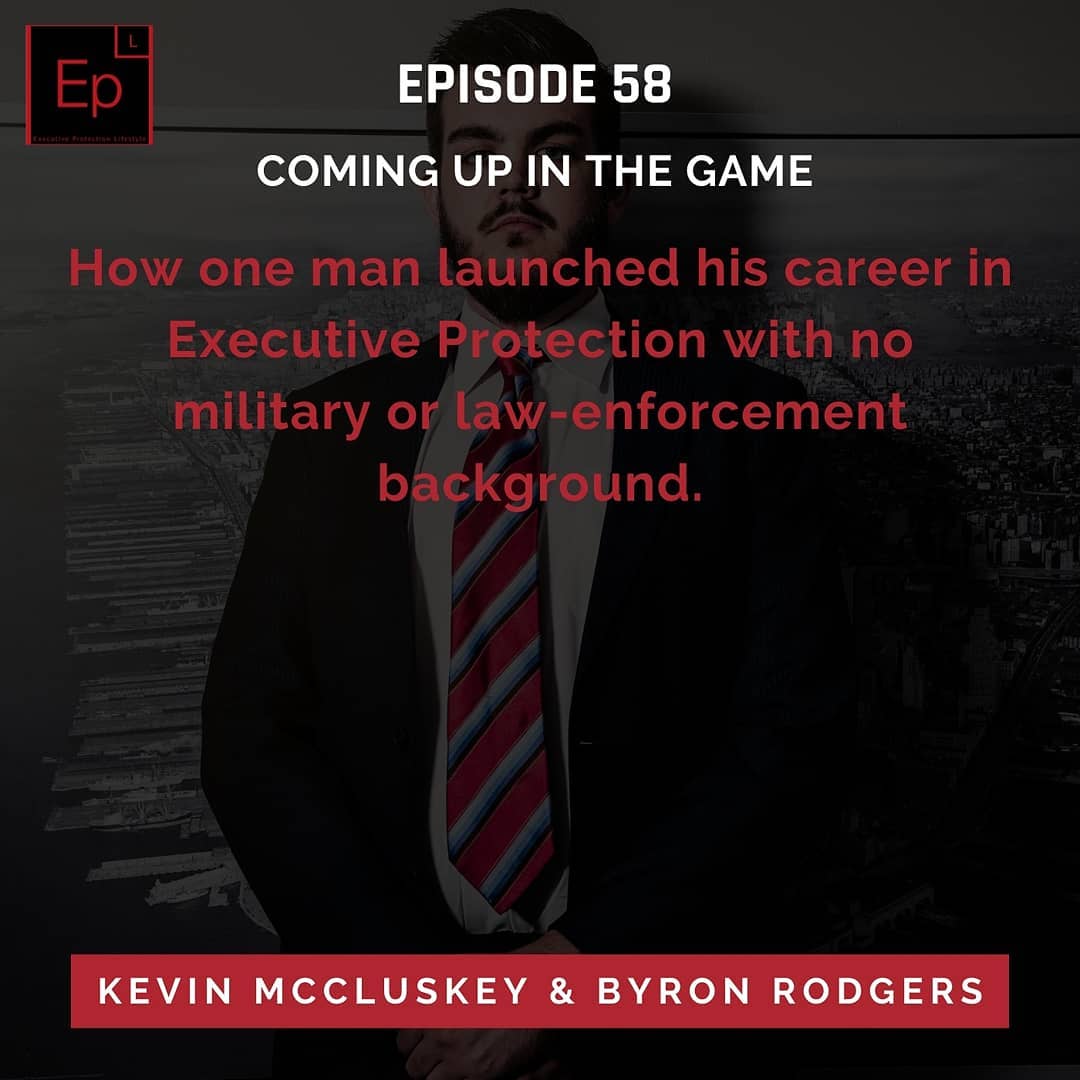 L
Ep
Executive Protection Lifestyle
EPISODE 58
COMING UP IN THE GAME
How one man launched his career in
Executive Protection with no
military or law-enforcement
background.
KEVIN MCCLUSKEY & BYRON RODGERS